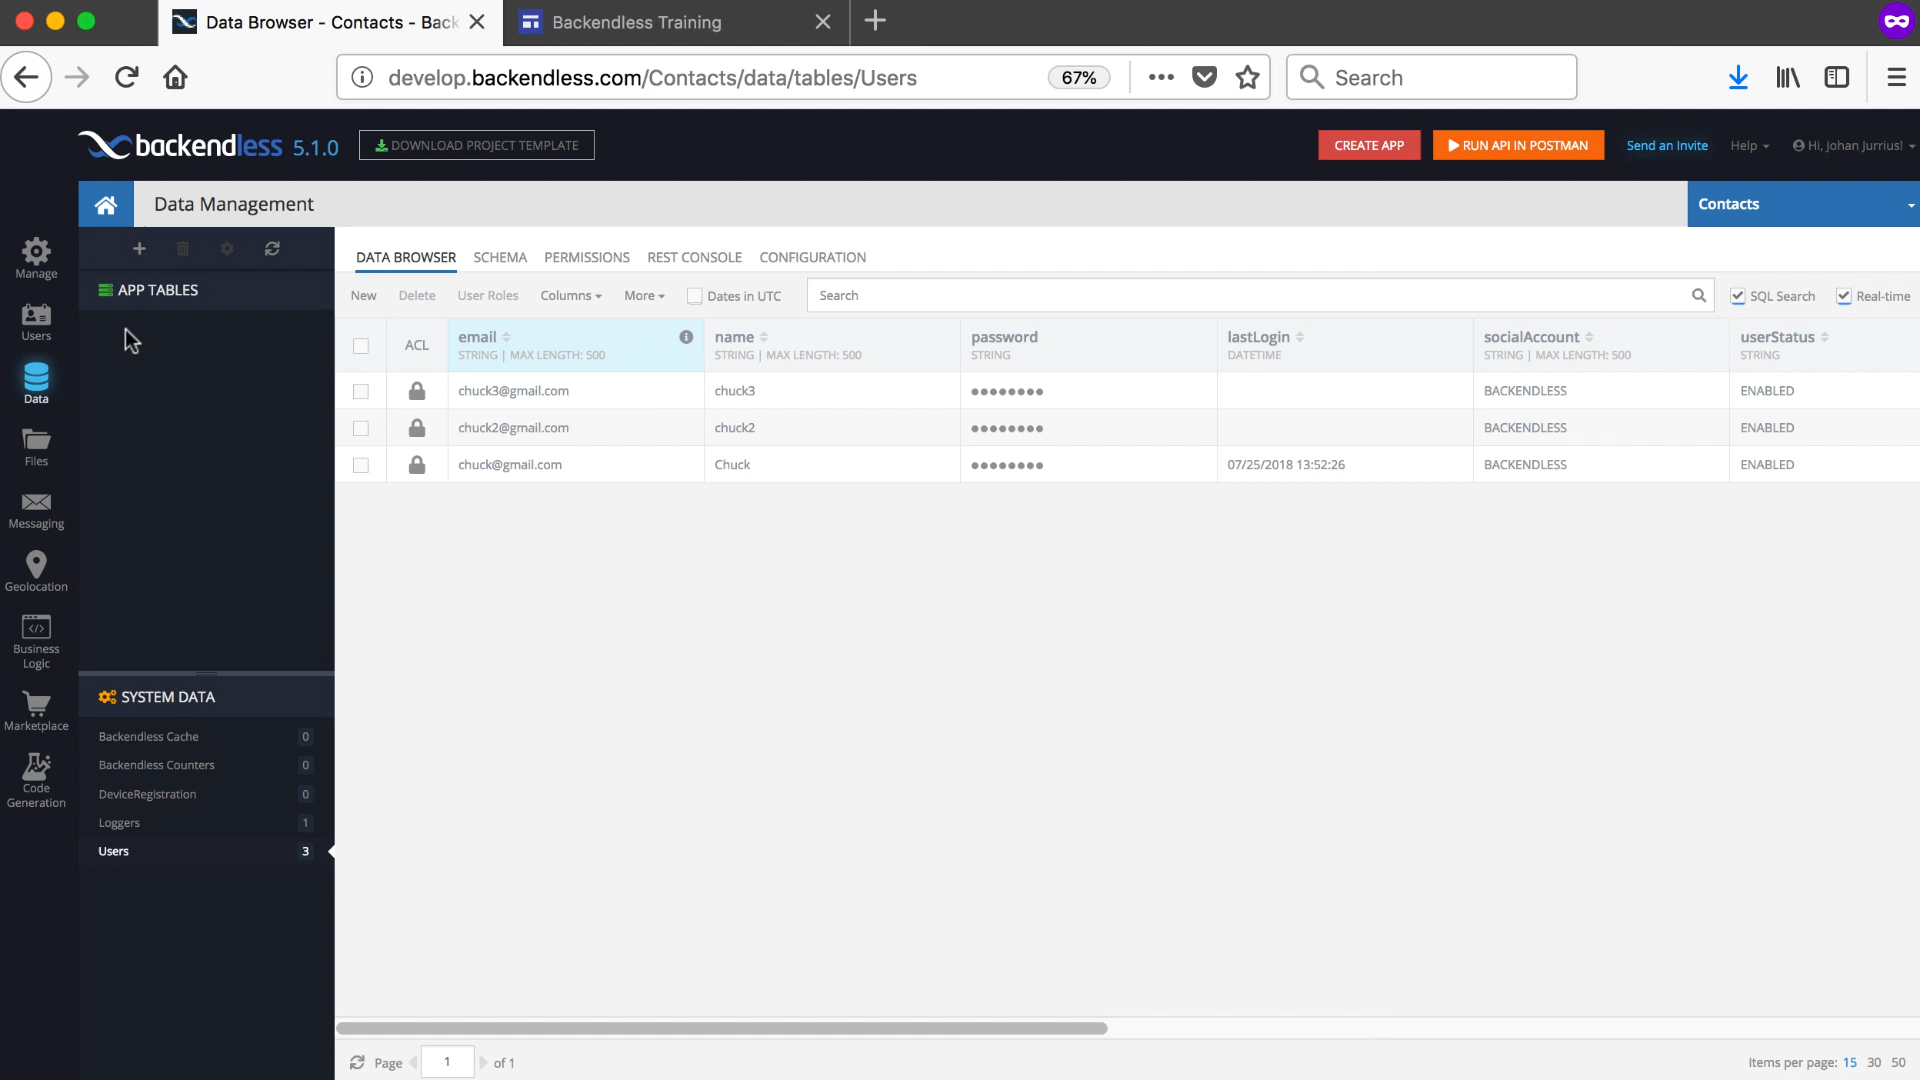 Data Browser - Contacts - Back
Backendless Training
develop.backendless.com/Contacts/data/tables/Users
67%
Search
backendless 5.1.0
DOWNLOAD PROJECT TEMPLATE
CREATE APP
RUN API IN POSTMAN
Send an Invite
Help
Hi, Johan Jurrius!
Data Management
Contacts
Manage
Users
Data
Files
Messaging
Geolocation
Business
Logic
Marketplace
Code
Generation
APP TABLES
SYSTEM DATA
Backendless Cache 0
Backendless Counters 0
DeviceRegistration 0
Loggers 1
Users 3
DATA BROWSER SCHEMA PERMISSIONS REST CONSOLE CONFIGURATION
New Delete User Roles Columns More Dates in UTC Search SQL Search Real-time
ACL email name password lastLogin socialAccount userStatus
STRING | MAX LENGTH: 500 STRING | MAX LENGTH: 500 STRING DATETIME STRING | MAX LENGTH: 500 STRING
chuck3@gmail.com chuck3 ●●●●●●●● BACKENDLESS ENABLED
chuck2@gmail.com chuck2 ●●●●●●●● BACKENDLESS ENABLED
chuck@gmail.com Chuck ●●●●●●●● 07/25/2018 13:52:26 BACKENDLESS ENABLED
Page 1 of 1
Items per page: 15 30 50